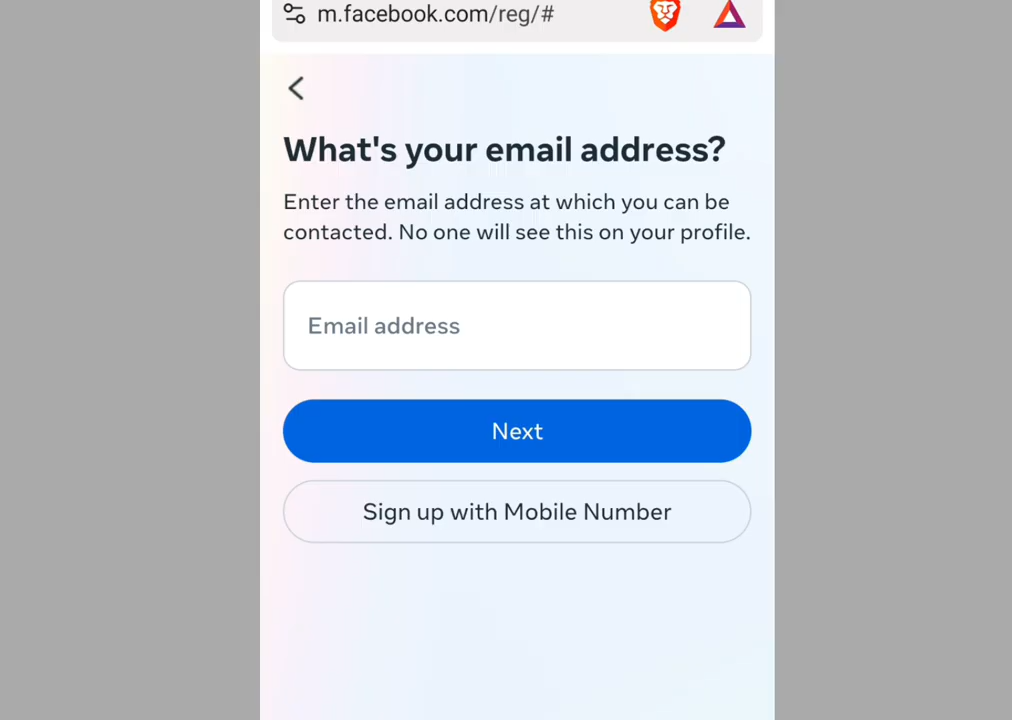 m.facebook.com/reg/#
What's your email address?
Enter the email address at which you can be
contacted. No one will see this on your profile.
Email address
Next
Sign up with Mobile Number